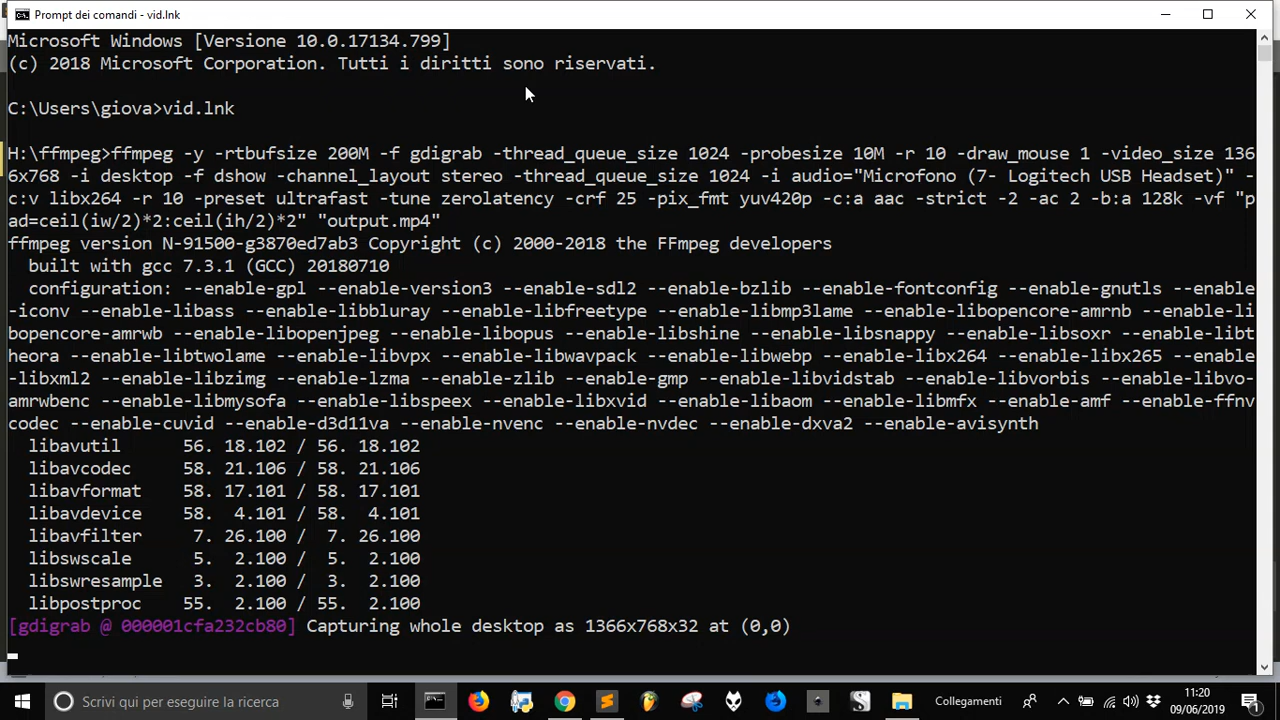 Prompt dei comandi - vid.lnk
Microsoft Windows [Versione 10.0.17134.799]
(c) 2018 Microsoft Corporation. Tutti i diritti sono riservati.
C:\Users\giova>vid.lnk
H:\ffmpeg>ffmpeg -y -rtbufsize 200M -f gdigrab -thread_queue_size 1024 -probesize 10M -r 10 -draw_mouse 1 -video_size 136
6x768 -i desktop -f dshow -channel_layout stereo -thread_queue_size 1024 -i audio="Microfono (7- Logitech USB Headset)" -
c:v libx264 -r 10 -preset ultrafast -tune zerolatency -crf 25 -pix_fmt yuv420p -c:a aac -strict -2 -ac 2 -b:a 128k -vf "p
ad=ceil(iw/2)*2:ceil(ih/2)*2" "output.mp4"
ffmpeg version N-91500-g3870ed7ab3 Copyright (c) 2000-2018 the FFmpeg developers
built with gcc 7.3.1 (GCC) 20180710
configuration: --enable-gpl --enable-version3 --enable-sdl2 --enable-bzlib --enable-fontconfig --enable-gnutls --enable
-iconv --enable-libass --enable-libbluray --enable-libfreetype --enable-libmp3lame --enable-libopencore-amrnb --enable-li
bopencore-amrwb --enable-libopenjpeg --enable-libopus --enable-libshine --enable-libsnappy --enable-libsoxr --enable-libt
heora --enable-libtwolame --enable-libvpx --enable-libwavpack --enable-libwebp --enable-libx264 --enable-libx265 --enable
-libxml2 --enable-libzimg --enable-lzma --enable-zlib --enable-gmp --enable-libvidstab --enable-libvorbis --enable-libvo-
amrwbenc --enable-libmysofa --enable-libspeex --enable-libxvid --enable-libaom --enable-libmfx --enable-amf --enable-ffnv
codec --enable-cuvid --enable-d3d11va --enable-nvenc --enable-nvdec --enable-dxva2 --enable-avisynth
libavutil 56. 18.102 / 56. 18.102
libavcodec 58. 21.106 / 58. 21.106
libavformat 58. 17.101 / 58. 17.101
libavdevice 58. 4.101 / 58. 4.101
libavfilter 7. 26.100 / 7. 26.100
libswscale 5. 2.100 / 5. 2.100
libswresample 3. 2.100 / 3. 2.100
libpostproc 55. 2.100 / 55. 2.100
[gdigrab @ 000001cfa232cb80] Capturing whole desktop as 1366x768x32 at (0,0)
Scrivi qui per eseguire la ricerca
Collegamenti
11:20
09/06/2019
1